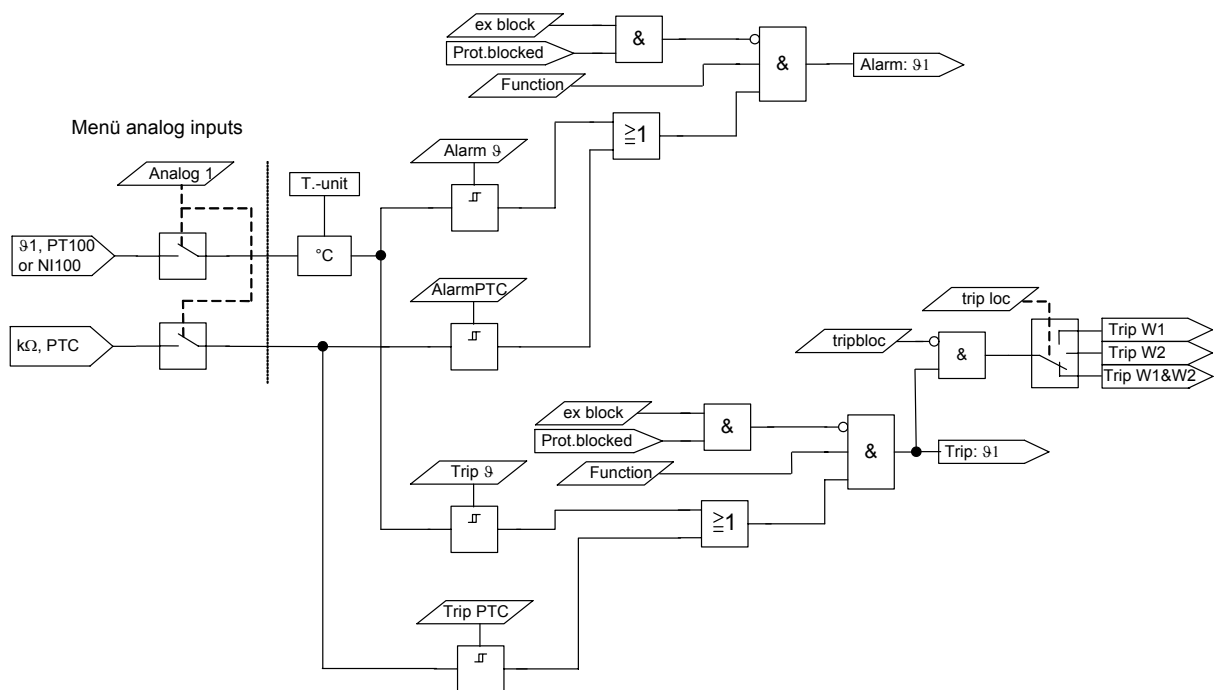 ex block
&
Prot.blocked
&
Alarm: ϑ1
Function
Menü analog inputs
≧1
Alarm ϑ
Analog 1
T.-unit
ϑ1, PT100
or NI100
°C
AlarmPTC
trip loc
kΩ, PTC
Trip W1
tripbloc
&
Trip W2
Trip W1&W2
ex block
&
Prot.blocked
&
Trip: ϑ1
Trip ϑ
Function
≧1
Trip PTC